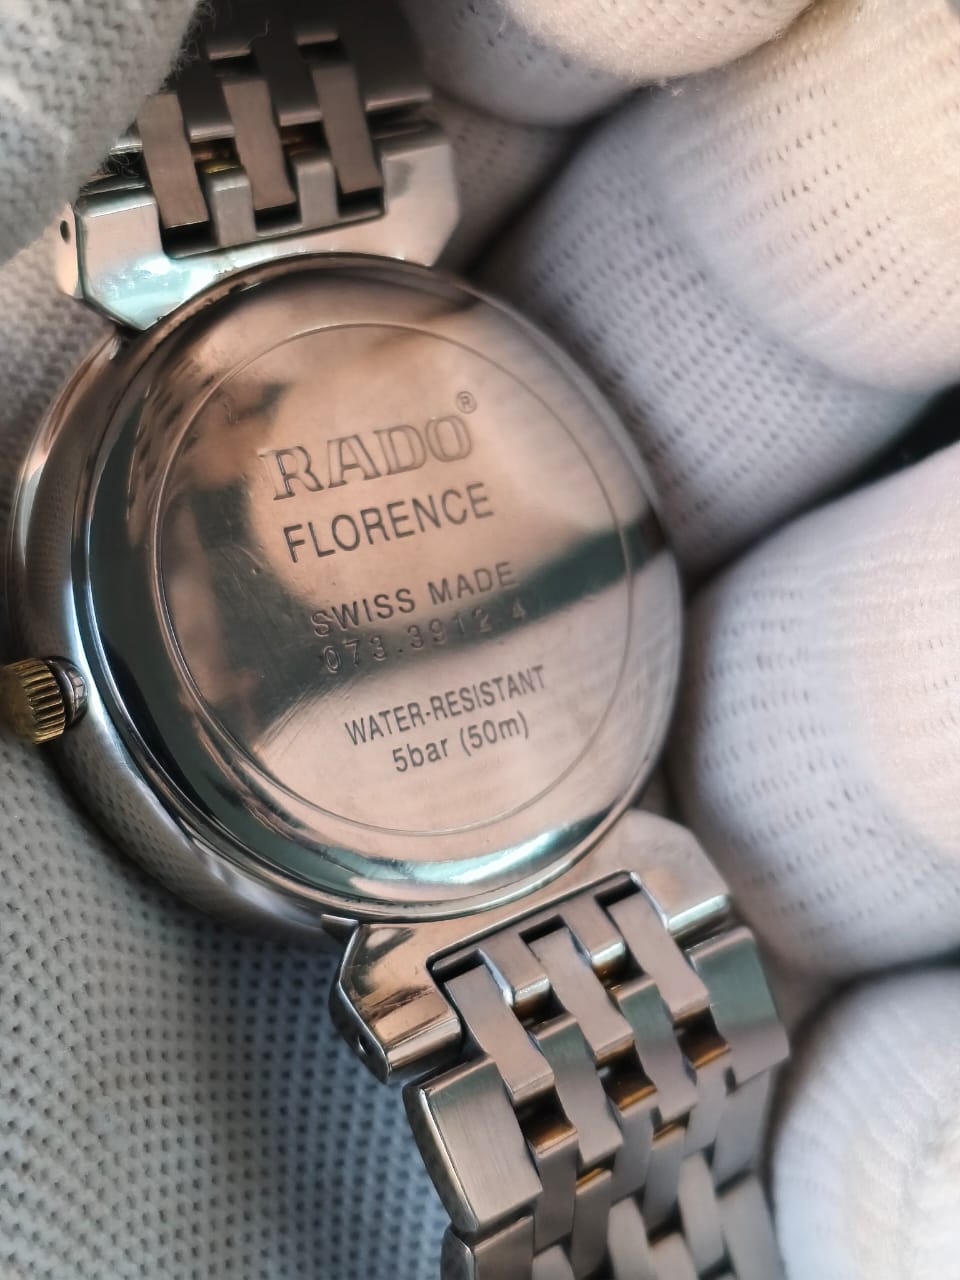 RADO®
FLORENCE
SWISS MADE
073.3912.4
WATER-RESISTANT
5bar (50m)